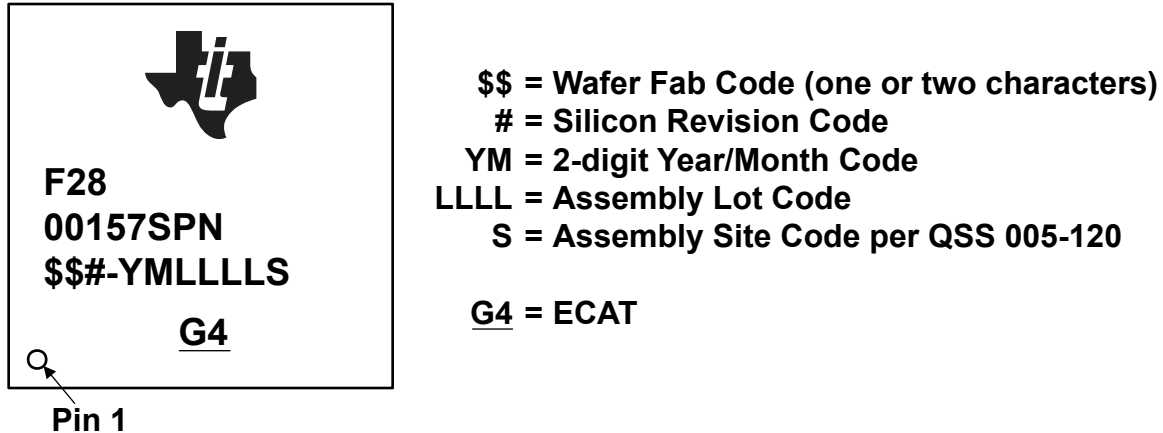 F28
00157SPN
$$#-YMLLLLS
G4
Pin 1
$$ = Wafer Fab Code (one or two characters)
# = Silicon Revision Code
YM = 2-digit Year/Month Code
LLLL = Assembly Lot Code
S = Assembly Site Code per QSS 005-120
G4 = ECAT